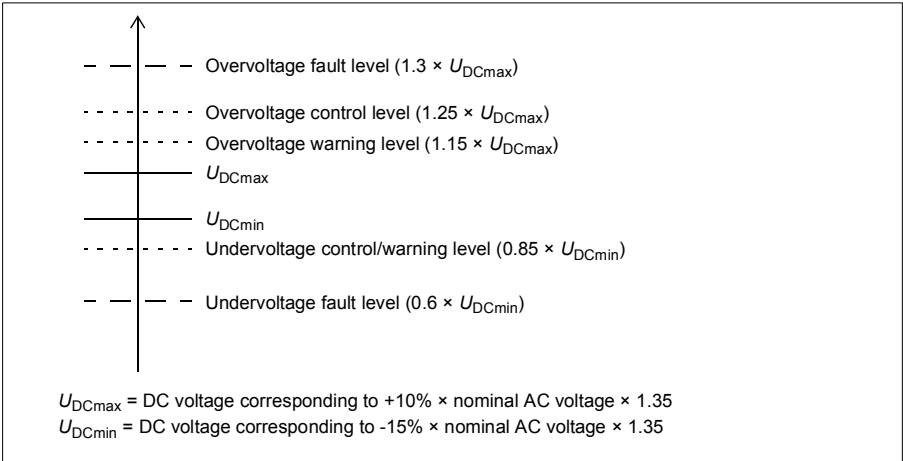 Overvoltage fault level (1.3 × UDCmax)
Overvoltage control level (1.25 × UDCmax)
Overvoltage warning level (1.15 × UDCmax)
UDCmax
UDCmin
Undervoltage control/warning level (0.85 × UDCmin)
Undervoltage fault level (0.6 × UDCmin)
UDCmax = DC voltage corresponding to +10% × nominal AC voltage × 1.35
UDCmin = DC voltage corresponding to -15% × nominal AC voltage × 1.35